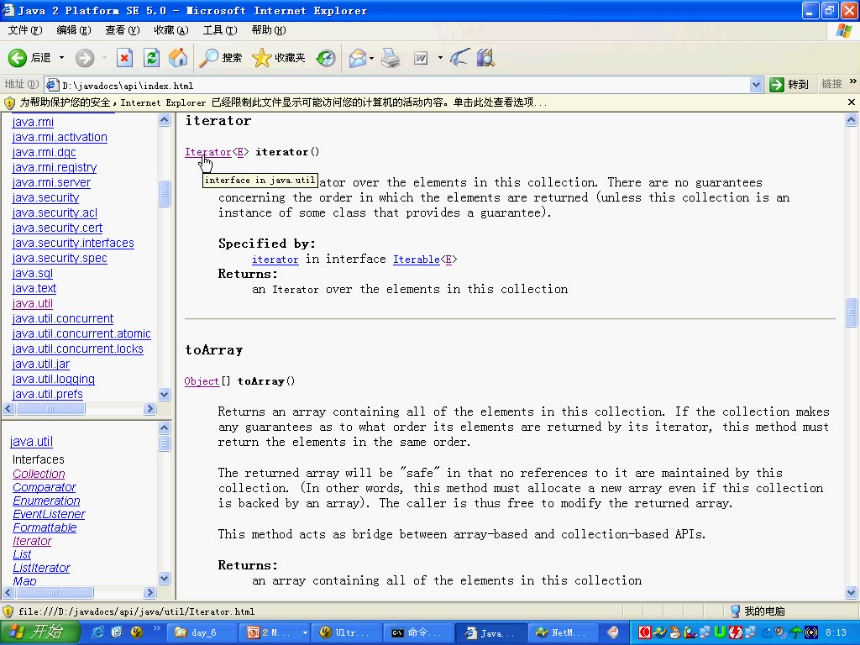 Java 2 Platform SE 5.0 - Microsoft Internet Explorer
文件(F) 编辑(E) 查看(V) 收藏(A) 工具(T) 帮助(H)
后退 搜索 收藏夹
地址(D) D:\javadocs\api\index.html 转到 链接 »
为帮助保护您的安全，Internet Explorer 已经限制此文件显示可能访问您的计算机的活动内容。单击此处查看选项...
java.rmi
java.rmi.activation
java.rmi.dgc
java.rmi.registry
java.rmi.server
java.security
java.security.acl
java.security.cert
java.security.interfaces
java.security.spec
java.sql
java.text
java.util
java.util.concurrent
java.util.concurrent.atomic
java.util.concurrent.locks
java.util.jar
java.util.logging
java.util.prefs
java.util
Interfaces
Collection
Comparator
Enumeration
EventListener
Formattable
Iterator
List
ListIterator
Map
iterator
Iterator<E> iterator()
interface in java.util
ator over the elements in this collection. There are no guarantees
concerning the order in which the elements are returned (unless this collection is an
instance of some class that provides a guarantee).
Specified by:
iterator in interface Iterable<E>
Returns:
an Iterator over the elements in this collection
toArray
Object[] toArray()
Returns an array containing all of the elements in this collection. If the collection makes
any guarantees as to what order its elements are returned by its iterator, this method must
return the elements in the same order.
The returned array will be "safe" in that no references to it are maintained by this
collection. (In other words, this method must allocate a new array even if this collection
is backed by an array). The caller is thus free to modify the returned array.
This method acts as bridge between array-based and collection-based APIs.
Returns:
an array containing all of the elements in this collection
file:///D:/javadocs/api/java/util/Iterator.html 我的电脑
开始 » day_6 2 M... Ultr... 命令... Java... NetM... 8:13